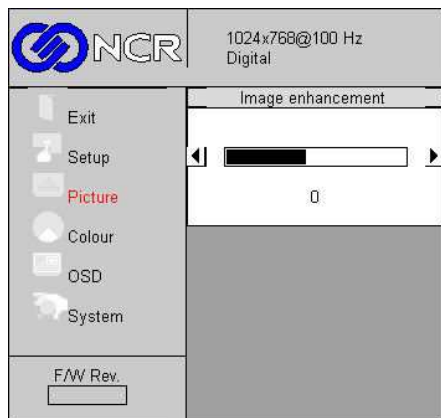 NCR
1024x768@100 Hz
Digital
Exit
Setup
Picture
Colour
OSD
System
F/W Rev.
Image enhancement
0